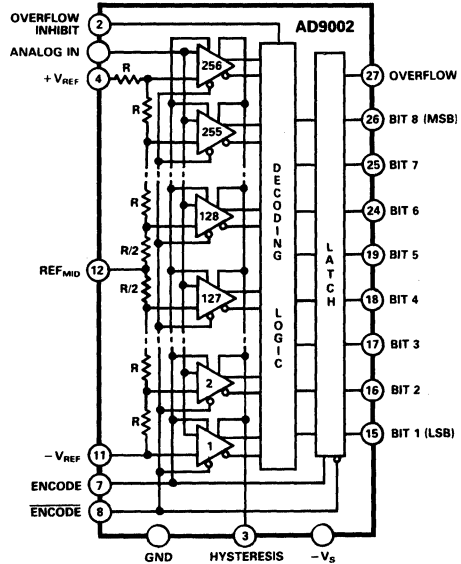 AD9002
OVERFLOW
INHIBIT
2
ANALOG IN
+VREF
4
R
256
27
OVERFLOW
R
255
26
BIT 8 (MSB)
25
BIT 7
R
128
24
BIT 6
R/2
19
BIT 5
REFMID
12
R/2
127
18
BIT 4
17
BIT 3
R
2
16
BIT 2
R
1
15
BIT 1 (LSB)
DECODING
LOGIC
LATCH
-VREF
11
ENCODE
7
ENCODE
8
3
GND
HYSTERESIS
-VS